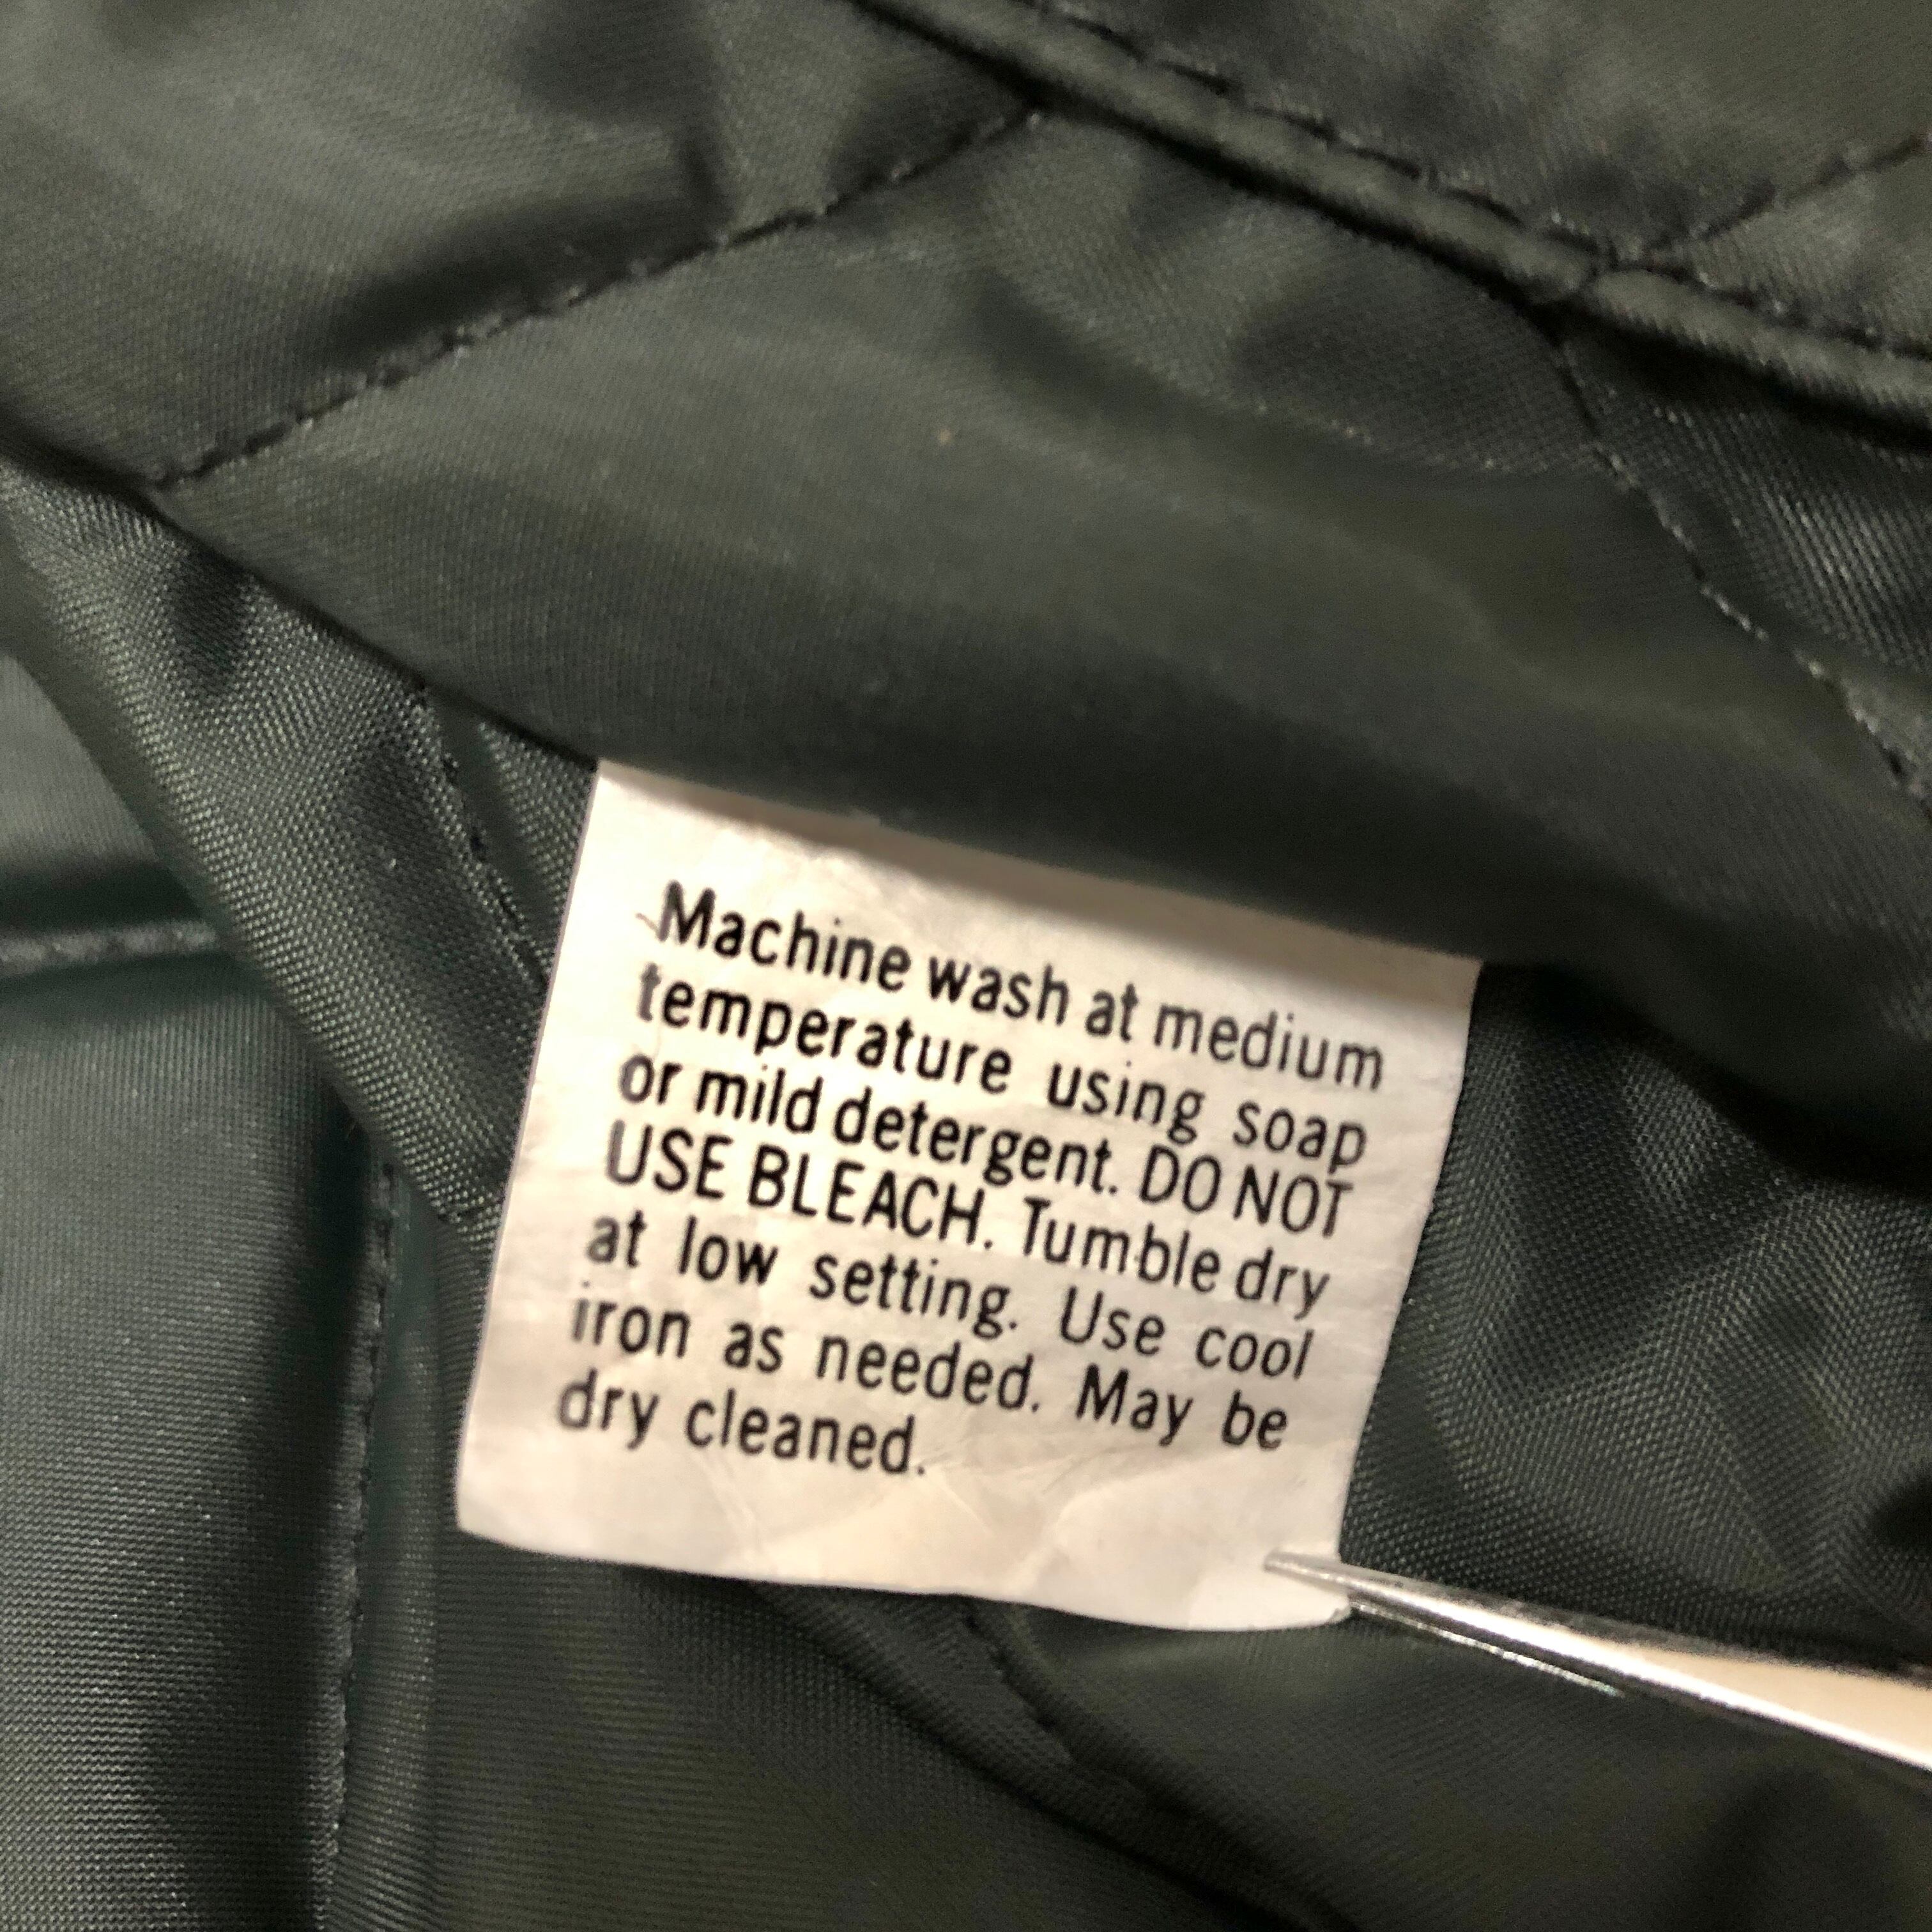 Machine wash at medium
temperature using soap
or mild detergent. DO NOT
USE BLEACH. Tumble dry
at low setting. Use cool
iron as needed. May be
dry cleaned.